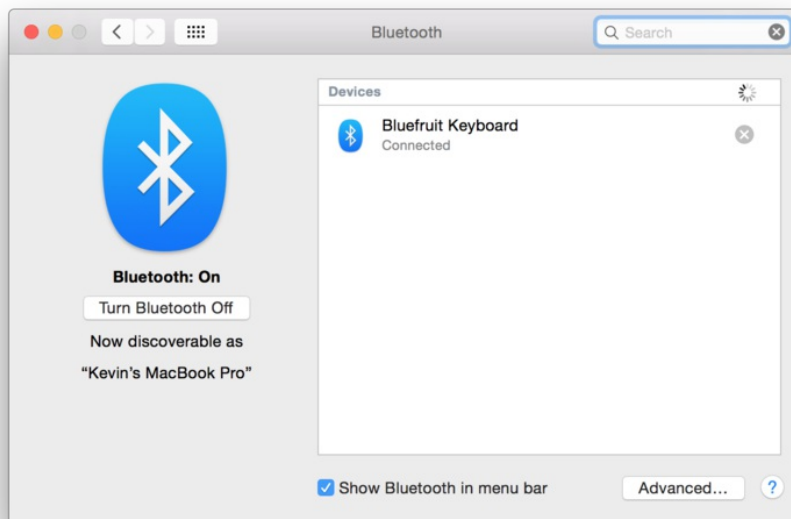 Bluetooth
Search
Devices
Bluefruit Keyboard
Connected
Bluetooth: On
Turn Bluetooth Off
Now discoverable as
“Kevin’s MacBook Pro”
Show Bluetooth in menu bar
Advanced...
?